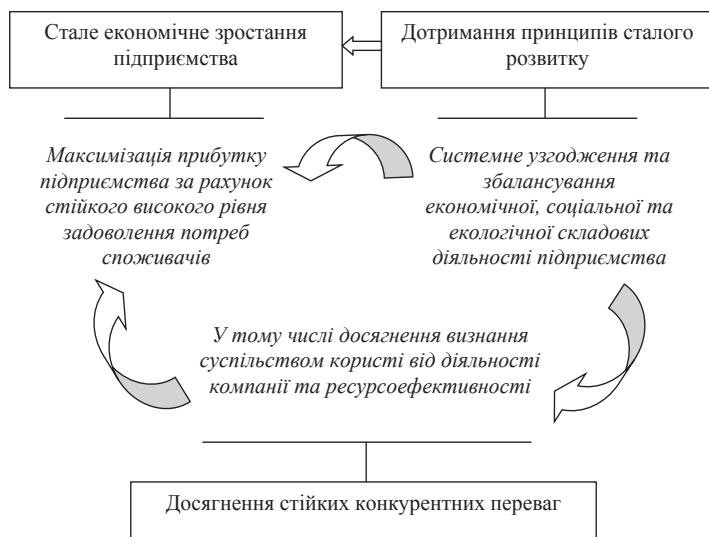 Стале економічне зростання
підприємства
Дотримання принципів сталого
розвитку
Максимізація прибутку
підприємства за рахунок
стійкого високого рівня
задоволення потреб
споживачів
Системне узгодження та
збалансування
економічної, соціальної та
екологічної складових
діяльності підприємства
У тому числі досягнення визнання
суспільством користі від діяльності
компанії та ресурсоефективності
Досягнення стійких конкурентних переваг